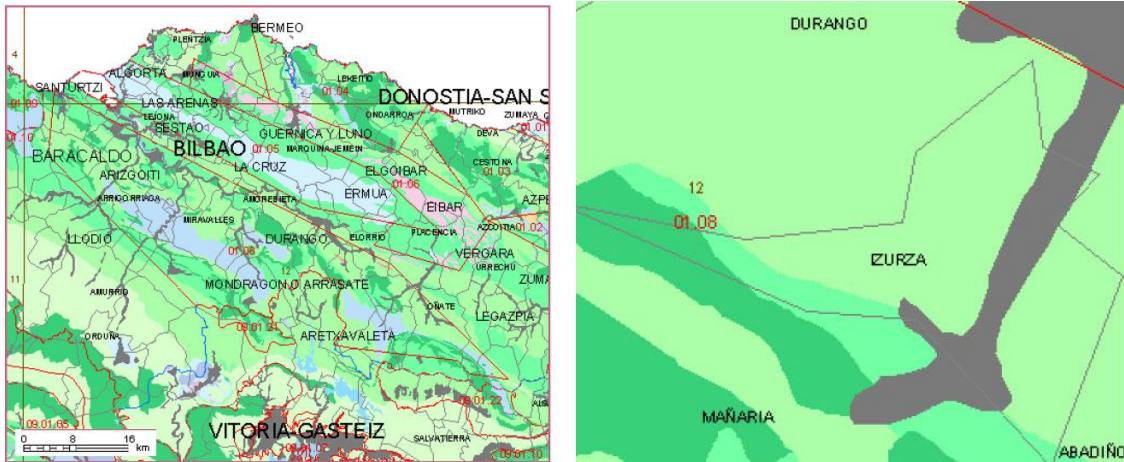 BERMEO
PLENTZIA
4
ALGORTA
MUNGUIA
LEKEITIO
SANTURTZI
01.04
01.09
LAS ARENAS
DONOSTIA-SAN S
ONDARROA
MUTRIKO
ZUMAYA
LEJONA
SESTAO
01.01
01.10
GUERNICA Y LUNO
DEVA
BILBAO
01.05
MARQUINA-JEMEIN
BARACALDO
LA CRUZ
CESTONA
ELGOIBAR
01.03
ARIZGOITI
01.06
ERMUA
ARRIGORRIAGA
AMOREBIETA
EIBAR
AZPE
MIRAVALLES
AZCOITIA
01.02
LLODIO
DURANGO
ELORRIO
PLACENCIA
01.08
VERGARA
12
URRECHU
11
MONDRAGON O ARRASATE
ZUMA
AMURRIO
OÑATE
LEGAZPIA
ORDUÑA
09.01.21
ARETXAVALETA
09.01.22
09.01.05
VITORIA-GASTEIZ
SALVATIERRA
0 8 16
km
09.01.10
DURANGO
12
01.08
IZURZA
MAÑARIA
ABADIÑO